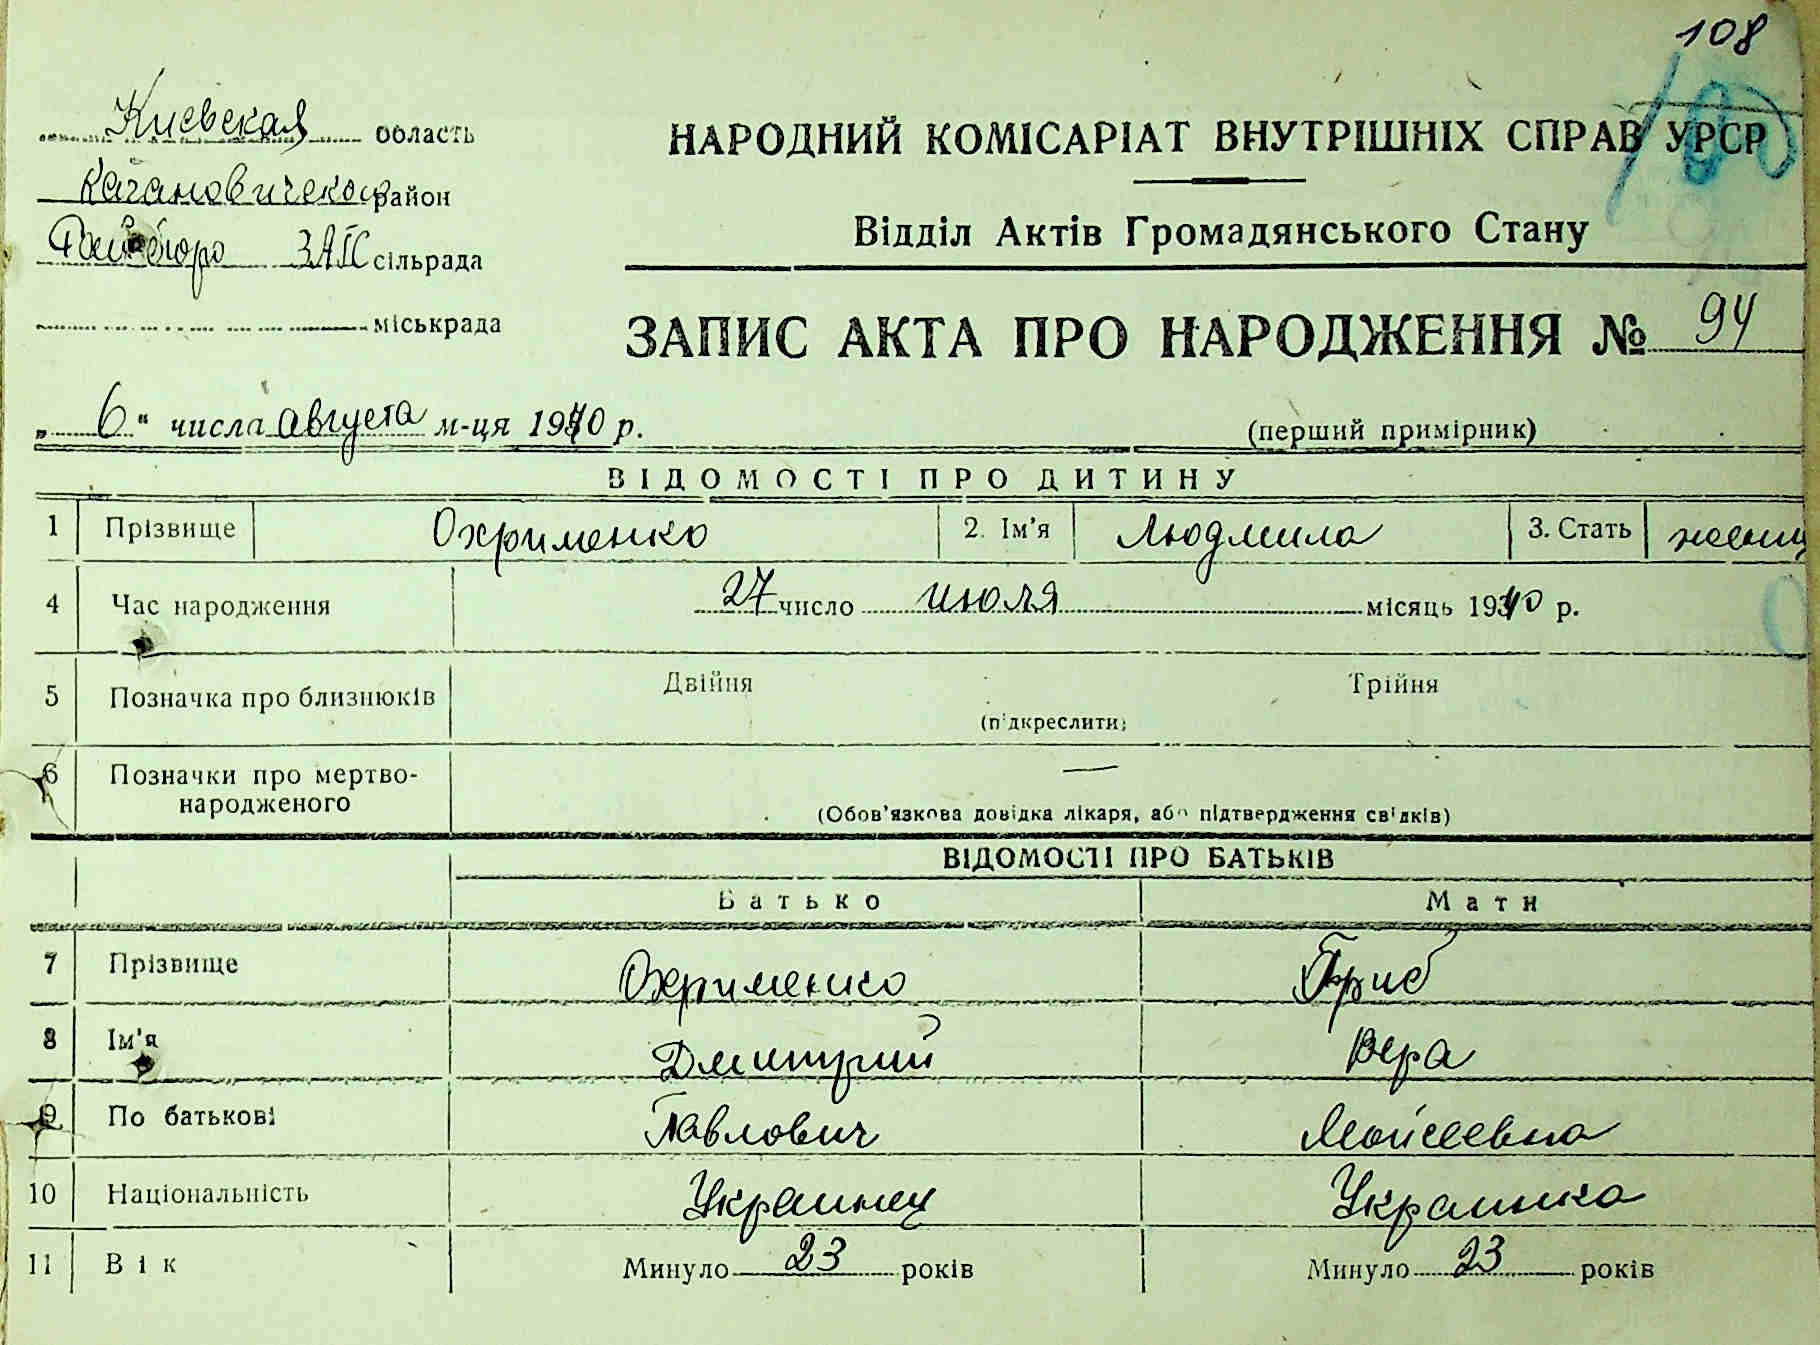 108
Киевская область
Кагановический район
Райбюро ЗАГС сільрада
міськрада
НАРОДНИЙ КОМІСАРІАТ ВНУТРІШНІХ СПРАВ УРСР
Відділ Актів Громадянського Стану
ЗАПИС АКТА ПРО НАРОДЖЕННЯ № 94
„ 6 “ числа августа м-ця 1940 р.
(перший примірник)
ВІДОМОСТІ ПРО ДИТИНУ
1 Прізвище Охрименко 2. Ім'я Людмила 3. Стать женщ
4 Час народження 27 число июля місяць 1940 р.
5 Позначка про близнюків Двійня Трійня
(підкреслити)
6 Позначки про мертво- —
народженого
(Обов'язкова довідка лікаря, або підтвердження свідків)
ВІДОМОСТІ ПРО БАТЬКІВ
Батько Мати
7 Прізвище Охрименко Гриб
8 Ім'я Дмитрий Вера
9 По батькові Павлович Мойсеевна
10 Національність Украинец Украинка
11 Вік Минуло 23 років Минуло 23 років